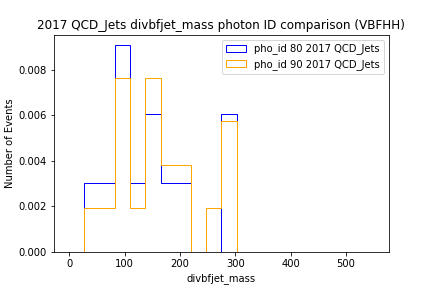 2017 QCD_Jets divbfjet_mass photon ID comparison (VBFHH)
pho_id 80 2017 QCD_Jets
pho_id 90 2017 QCD_Jets
Number of Events
0.008
0.006
0.004
0.002
0.000
0 100 200 300 400 500
divbfjet_mass